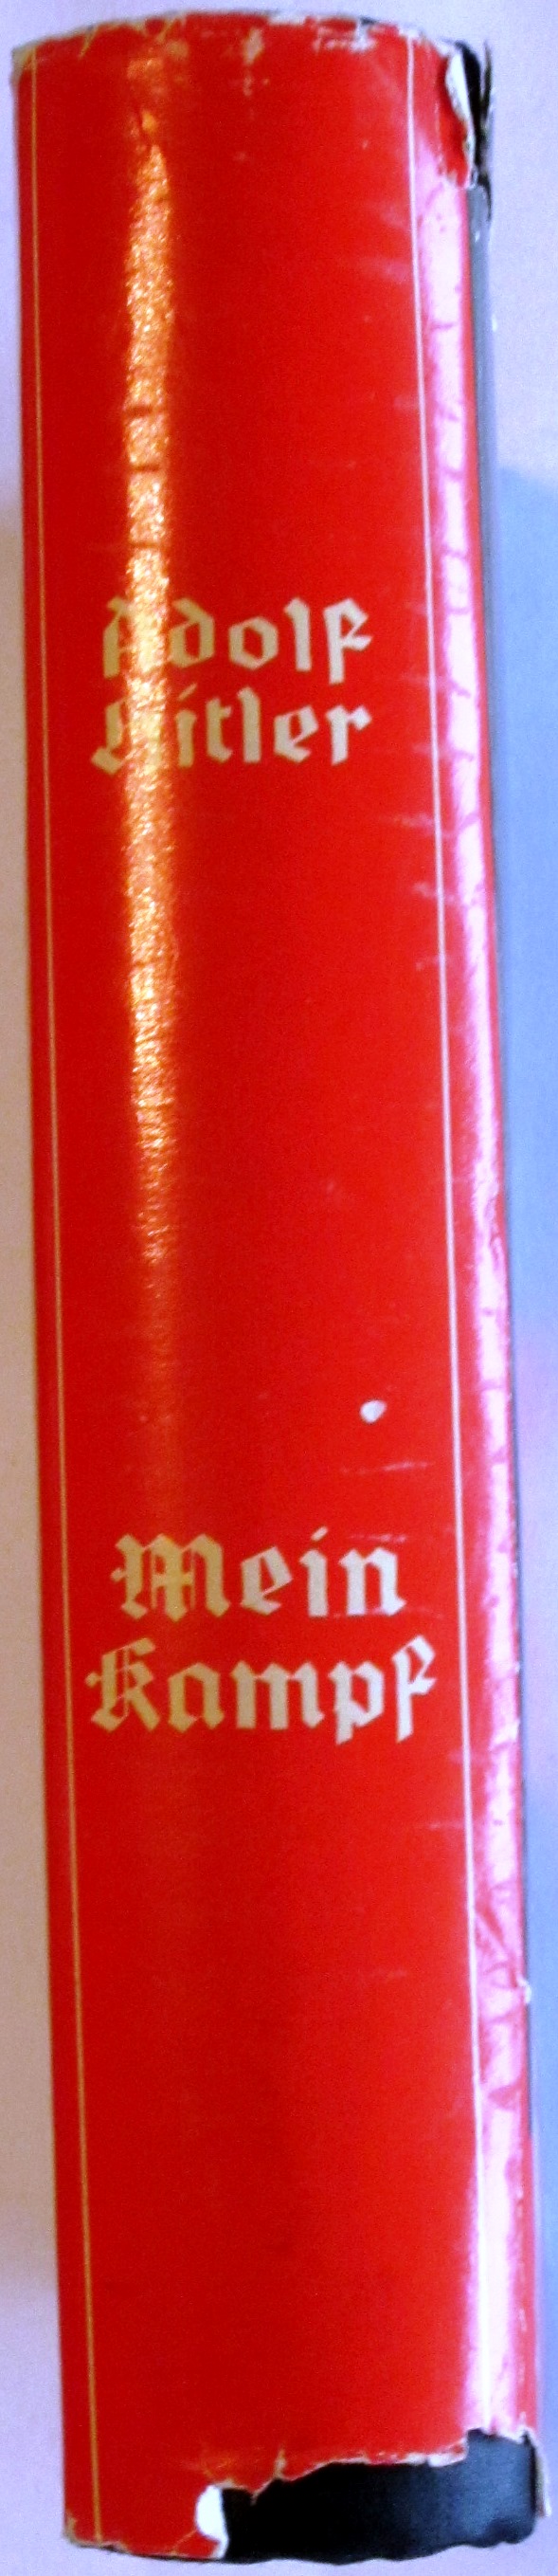 Adolf
Hitler
Mein
Kampf